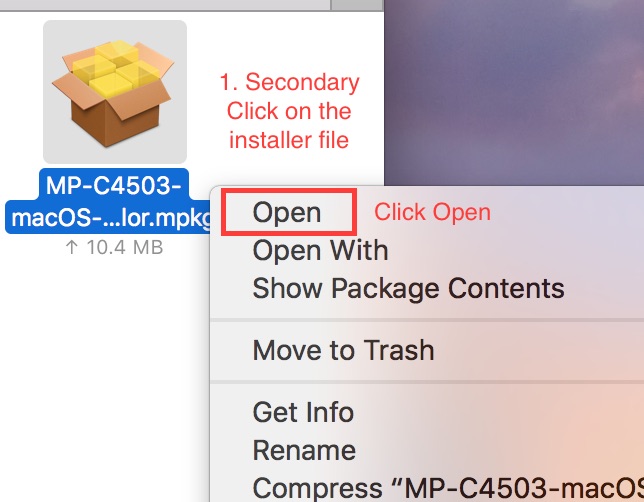 1. Secondary
Click on the
installer file
MP-C4503-
macOS-...lor.mpkg
↑ 10.4 MB
Open
Click Open
Open With
Show Package Contents
Move to Trash
Get Info
Rename
Compress “MP-C4503-macOS